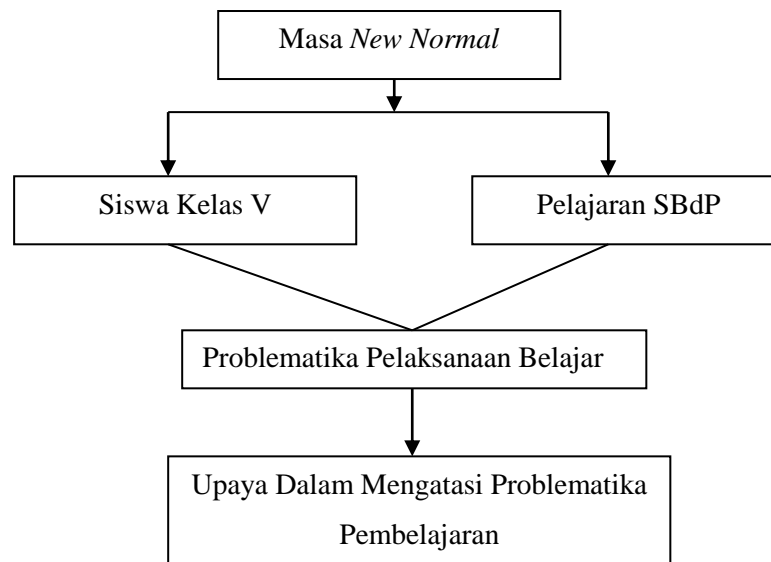 Masa New Normal
Siswa Kelas V
Pelajaran SBdP
Problematika Pelaksanaan Belajar
Upaya Dalam Mengatasi Problematika
Pembelajaran